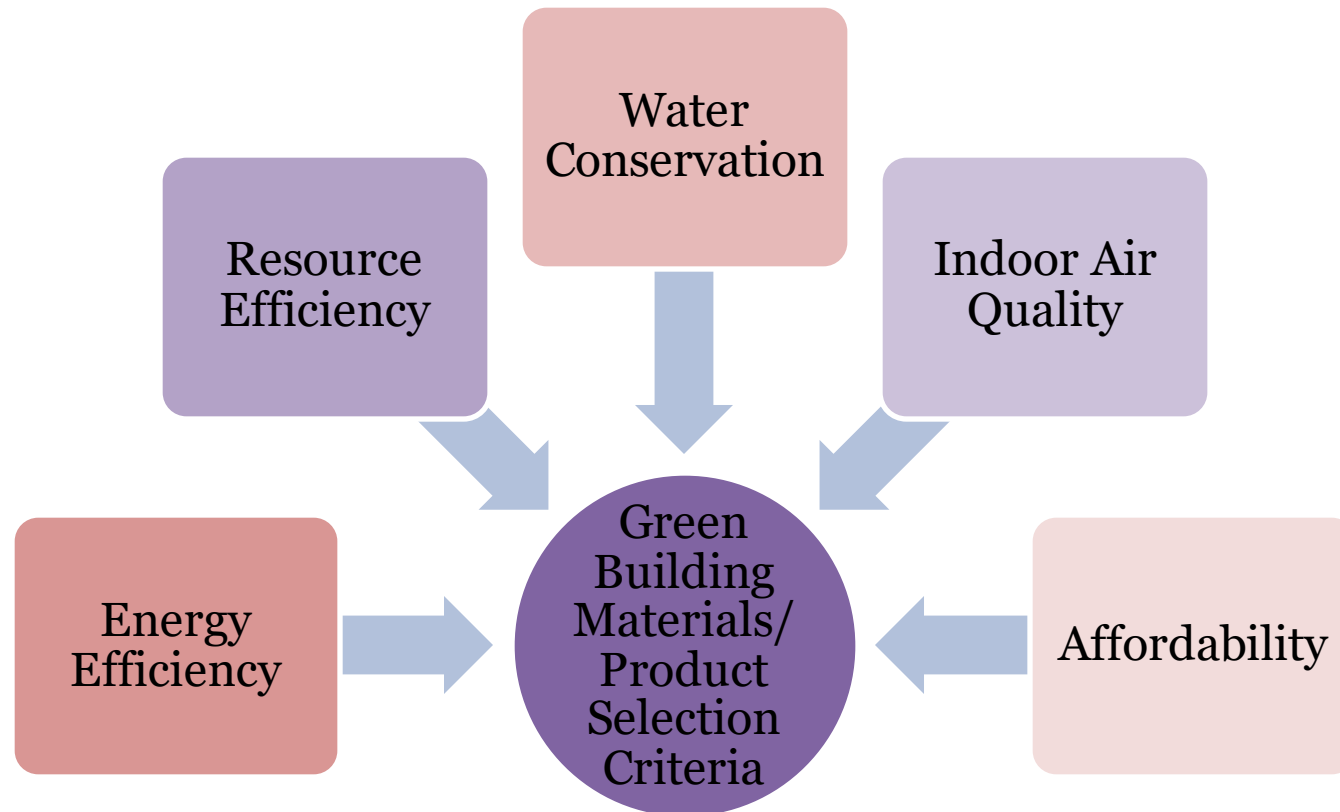 Water
Conservation
Resource
Efficiency
Indoor Air
Quality
Energy
Efficiency
Green
Building
Materials/
Product
Selection
Criteria
Affordability